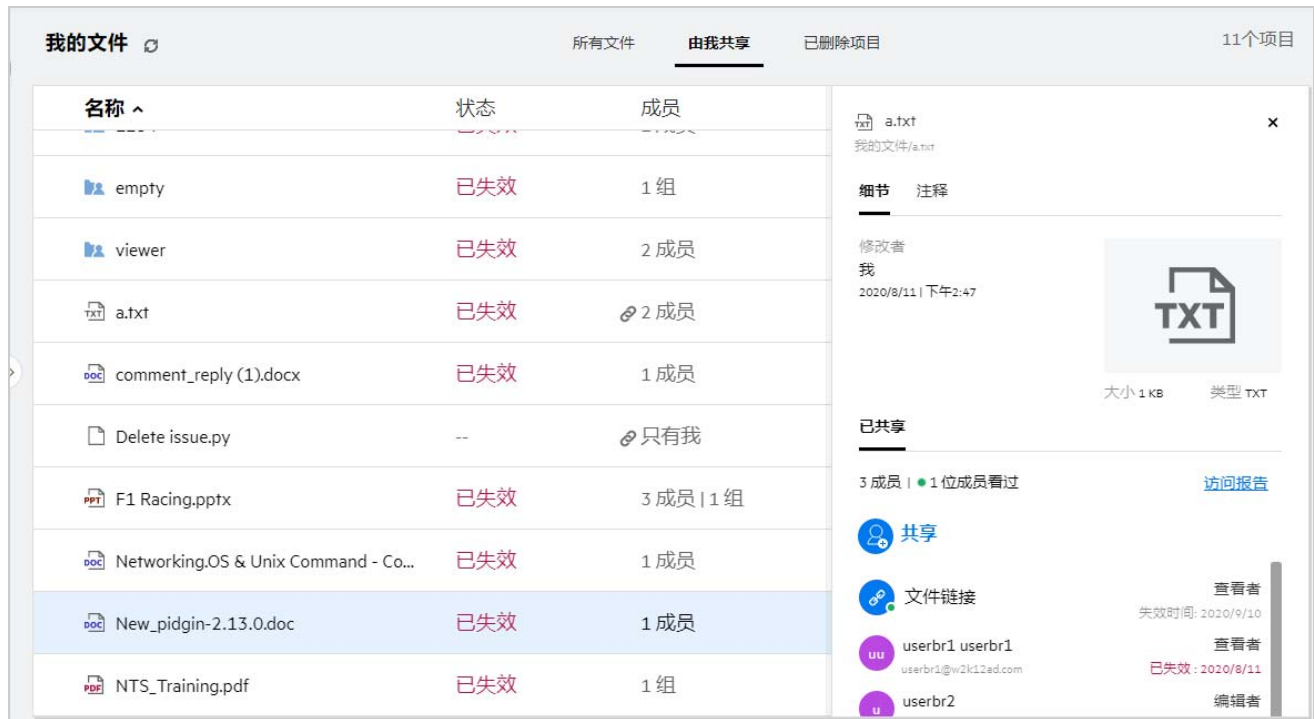 我的文件
所有文件 由我共享 已删除项目
11个项目
名称 状态 成员
empty 已失效 1 组
viewer 已失效 2 成员
TXT a.txt 已失效 2 成员
DOC comment_reply (1).docx 已失效 1 成员
Delete issue.py -- 只有我
PPT F1 Racing.pptx 已失效 3 成员 | 1 组
DOC Networking.OS & Unix Command - Co... 已失效 1 成员
DOC New_pidgin-2.13.0.doc 已失效 1 成员
PDF NTS_Training.pdf 已失效 1 组
TXT a.txt ×
我的文件/a.txt
细节 注释
修改者
我
2020/8/11 | 下午2:47
TXT
大小 1 KB 类型 TXT
已共享
3 成员 | 1 位成员看过 访问报告
共享
文件链接 查看者
失效时间: 2020/9/10
uu userbr1 userbr1 查看者
userbr1@w2k12ad.com 已失效 : 2020/8/11
u userbr2 编辑者